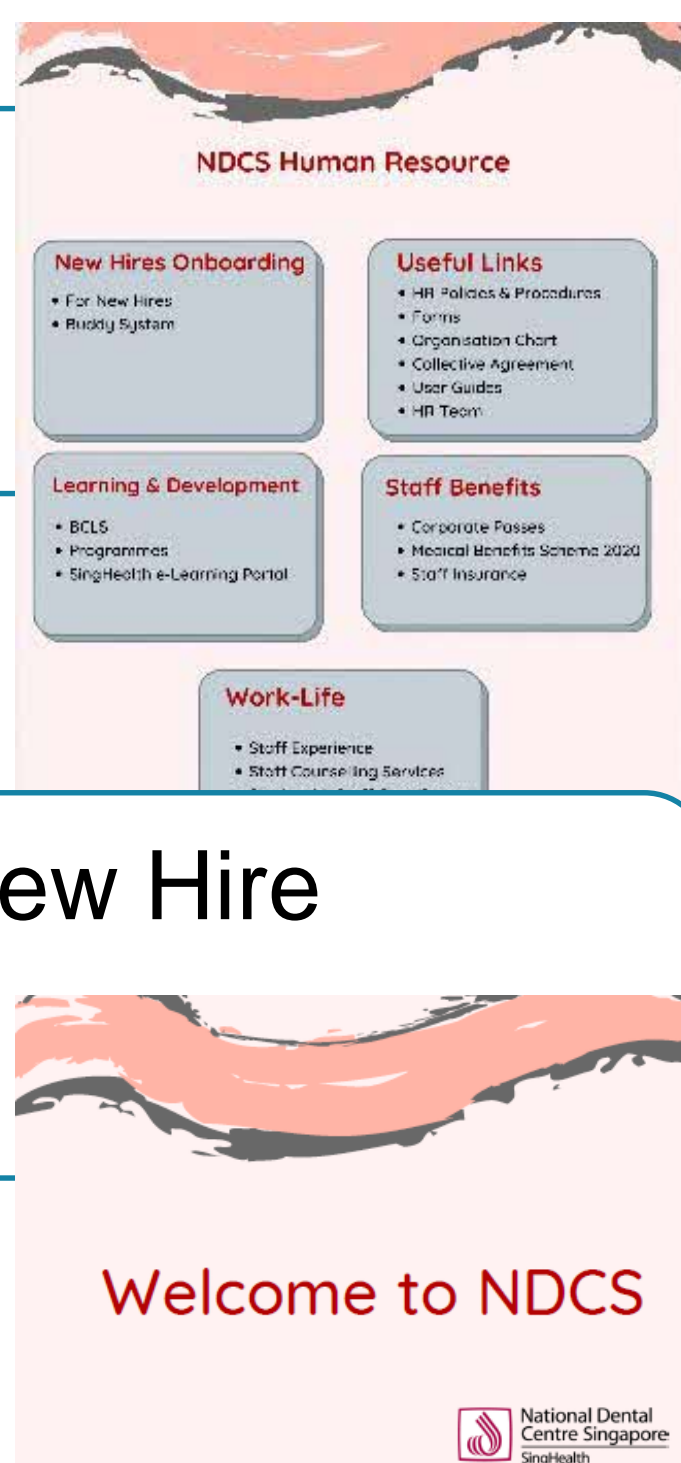 NDCS Human Resource
New Hires Onboarding
• For New Hires
• Buddy System
Useful Links
• HR Policies & Procedures
• Forms
• Organisation Chart
• Collective Agreement
• User Guides
• HR Team
Learning & Development
• BCLS
• Programmes
• SingHealth e-Learning Portal
Staff Benefits
• Corporate Passes
• Medical Benefits Scheme 2020
• Staff Insurance
Work-Life
• Staff Experience
• Staff Counselling Services
ew Hire
Welcome to NDCS
National Dental
Centre Singapore
SingHealth